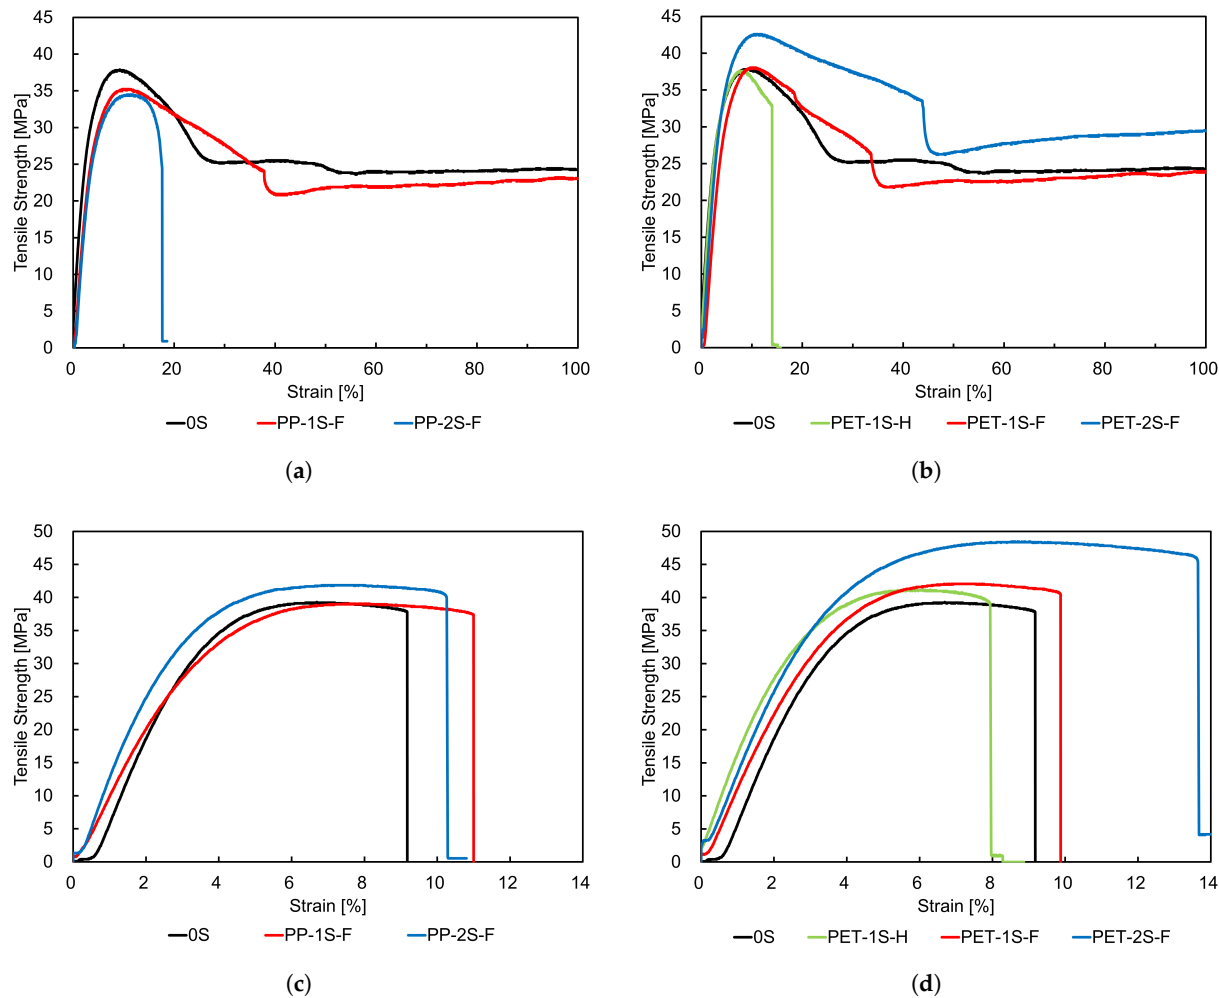 45
40
35
30
25
20
15
10
5
0
Tensile Strength [MPa]
0 20 40 60 80 100
Strain [%]
0S PP-1S-F PP-2S-F
(a)
45
40
35
30
25
20
15
10
5
0
Tensile Strength [MPa]
0 20 40 60 80 100
Strain [%]
0S PET-1S-H PET-1S-F PET-2S-F
(b)
50
45
40
35
30
25
20
15
10
5
0
Tensile Strength [MPa]
0 2 4 6 8 10 12 14
Strain [%]
0S PP-1S-F PP-2S-F
(c)
50
45
40
35
30
25
20
15
10
5
0
Tensile Strength [MPa]
0 2 4 6 8 10 12 14
Strain [%]
0S PET-1S-H PET-1S-F PET-2S-F
(d)